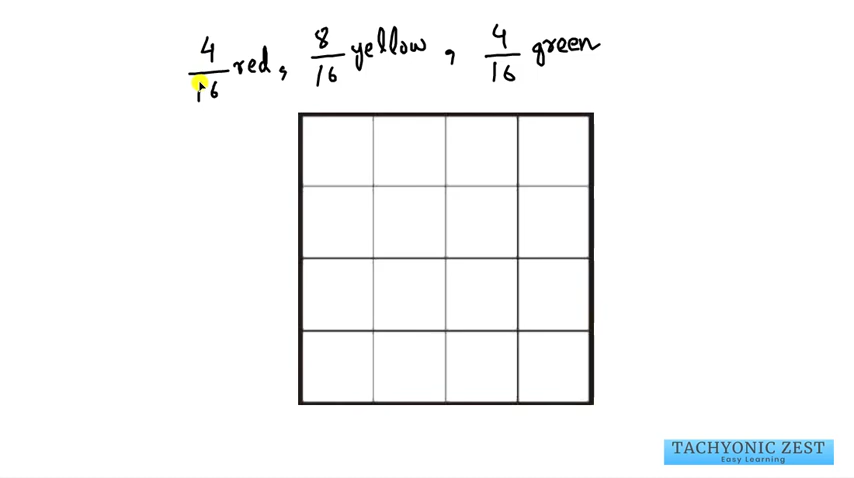 4/16 red, 8/16 yellow, 4/16 green
TACHYONIC ZEST
Easy Learning